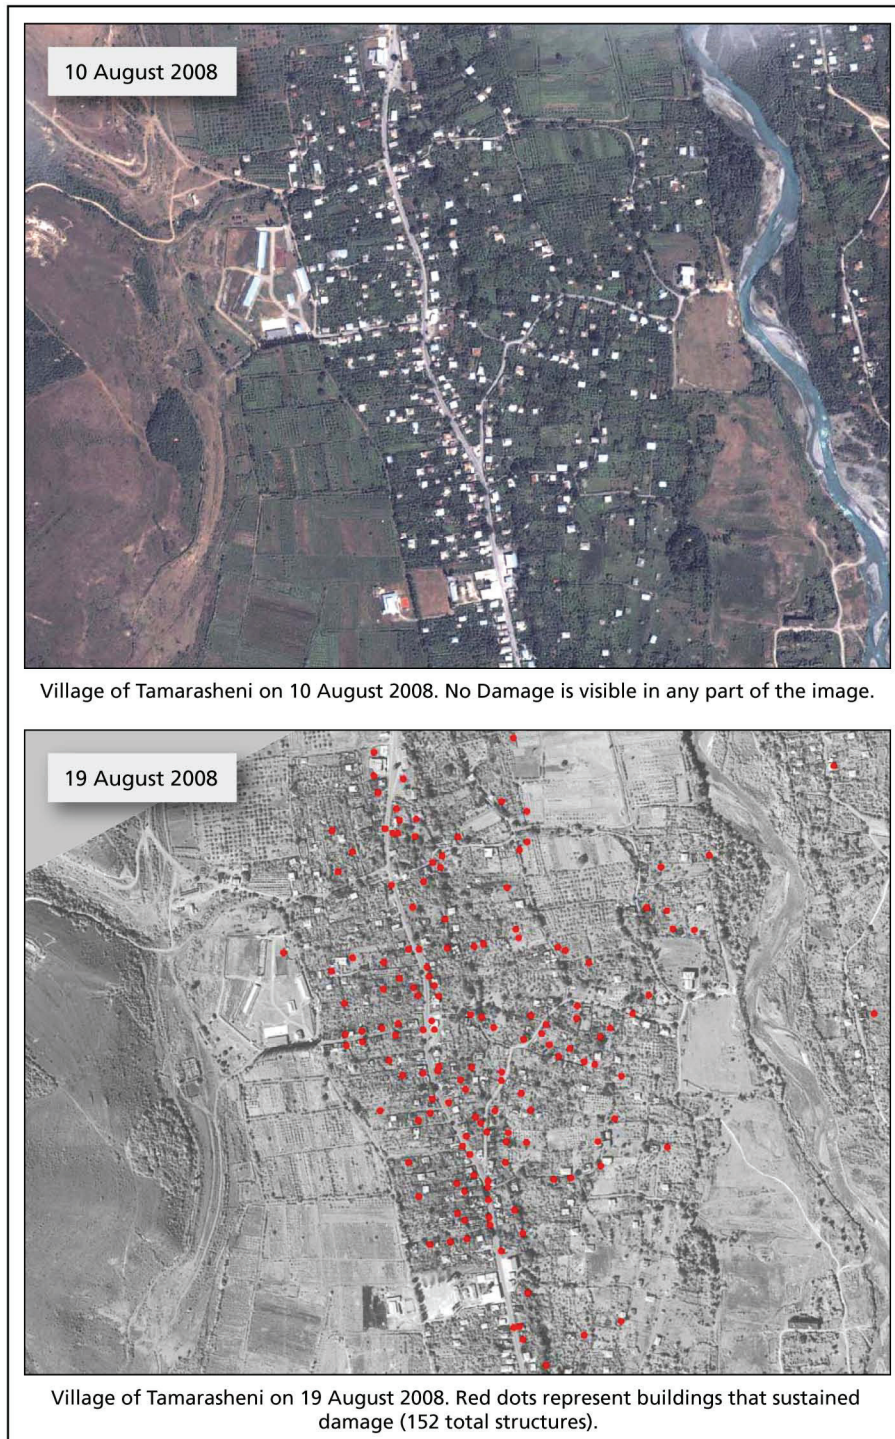 10 August 2008
Village of Tamarasheni on 10 August 2008. No Damage is visible in any part of the image.
19 August 2008
Village of Tamarasheni on 19 August 2008. Red dots represent buildings that sustained
damage (152 total structures).